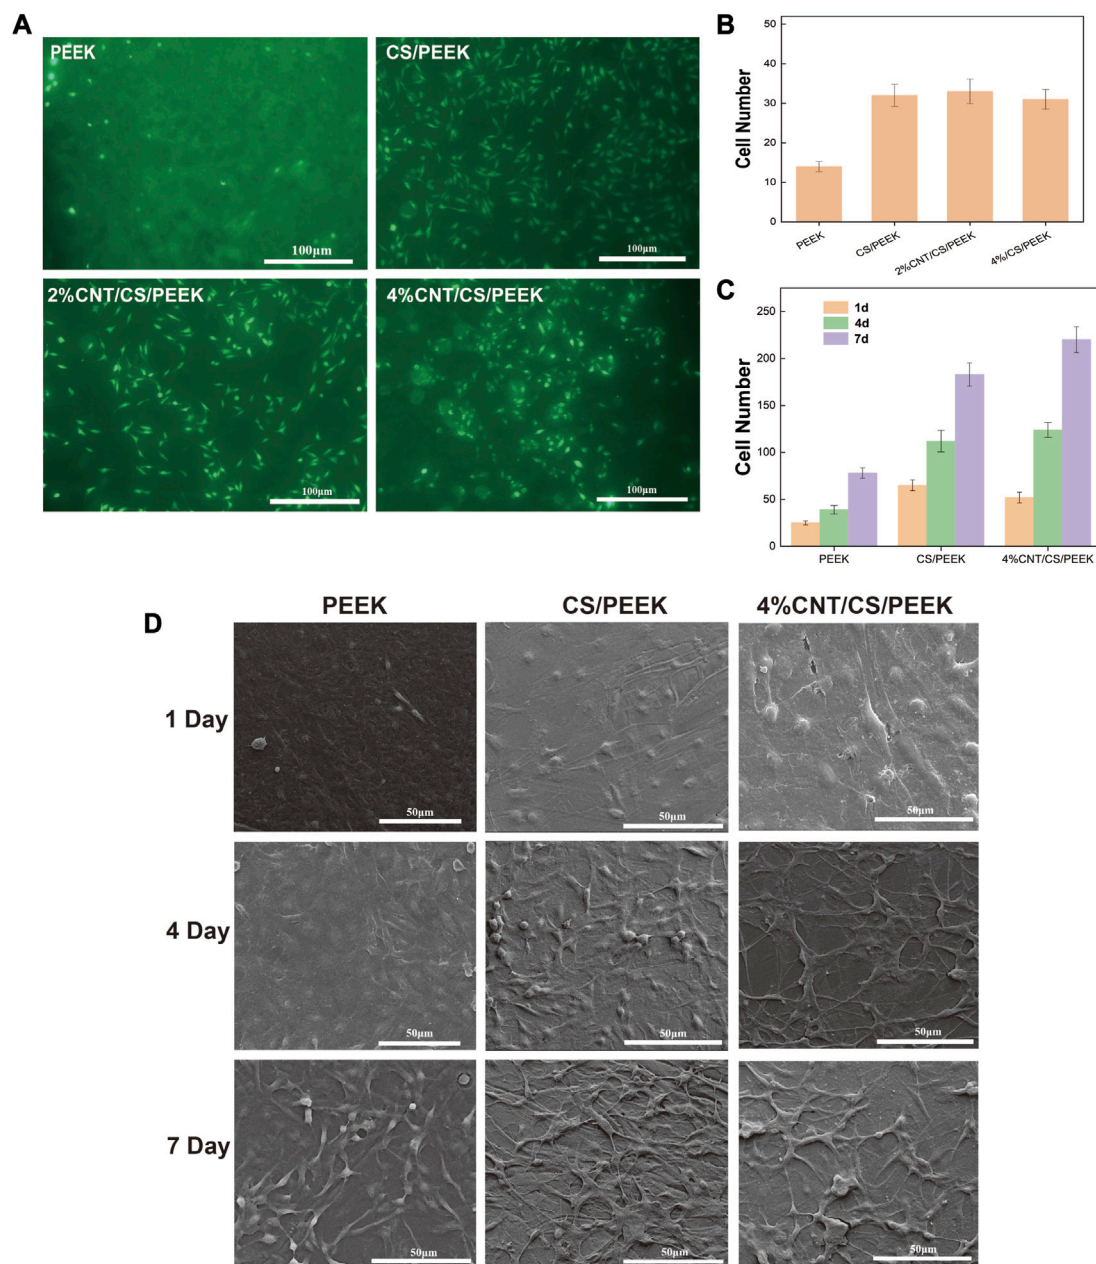 A
PEEK
100μm
CS/PEEK
100μm
2%CNT/CS/PEEK
100μm
4%CNT/CS/PEEK
100μm
B
Cell Number
50
40
30
20
10
0
PEEK
CS/PEEK
2%CNT/CS/PEEK
4%/CS/PEEK
C
Cell Number
250
200
150
100
50
0
1d
4d
7d
PEEK
CS/PEEK
4%CNT/CS/PEEK
D
PEEK
CS/PEEK
4%CNT/CS/PEEK
1 Day
50μm
50μm
50μm
4 Day
50μm
50μm
50μm
7 Day
50μm
50μm
50μm